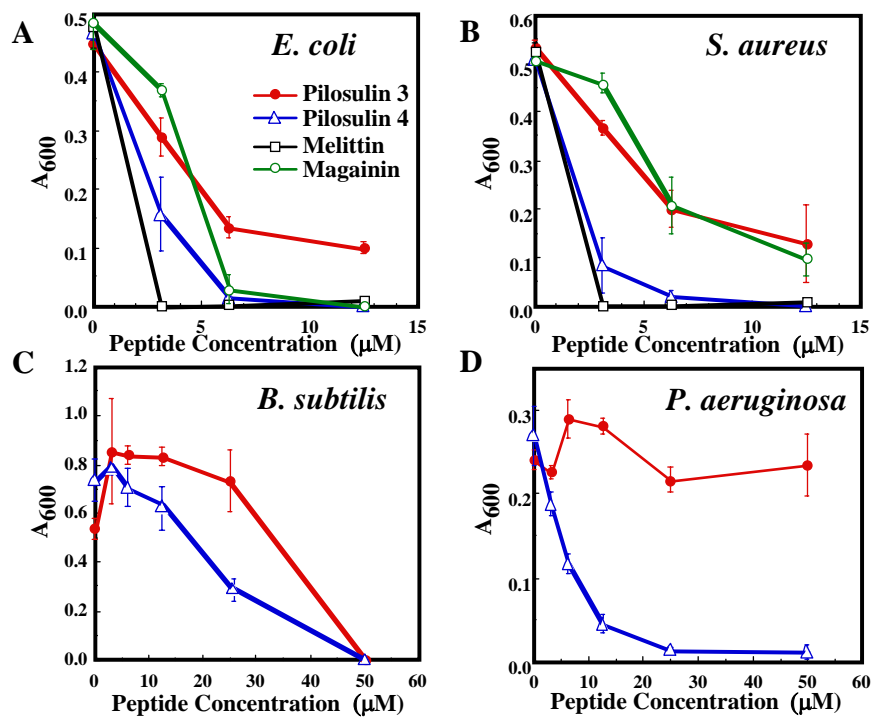 A
E. coli
0.5
0.4
0.3
0.2
0.1
0.0
A600
Pilosulin 3
Pilosulin 4
Melittin
Magainin
0
5
10
15
Peptide Concentration (μM)
B
S. aureus
0.6
0.5
0.4
0.3
0.2
0.1
0.0
A600
0
5
10
15
Peptide Concentration (μM)
C
B. subtilis
1.2
1.0
0.8
0.6
0.4
0.2
0.0
A600
0
10
20
30
40
50
60
Peptide Concentration (μM)
D
P. aeruginosa
0.3
0.2
0.1
0.0
A600
0
10
20
30
40
50
60
Peptide Concentration (μM)